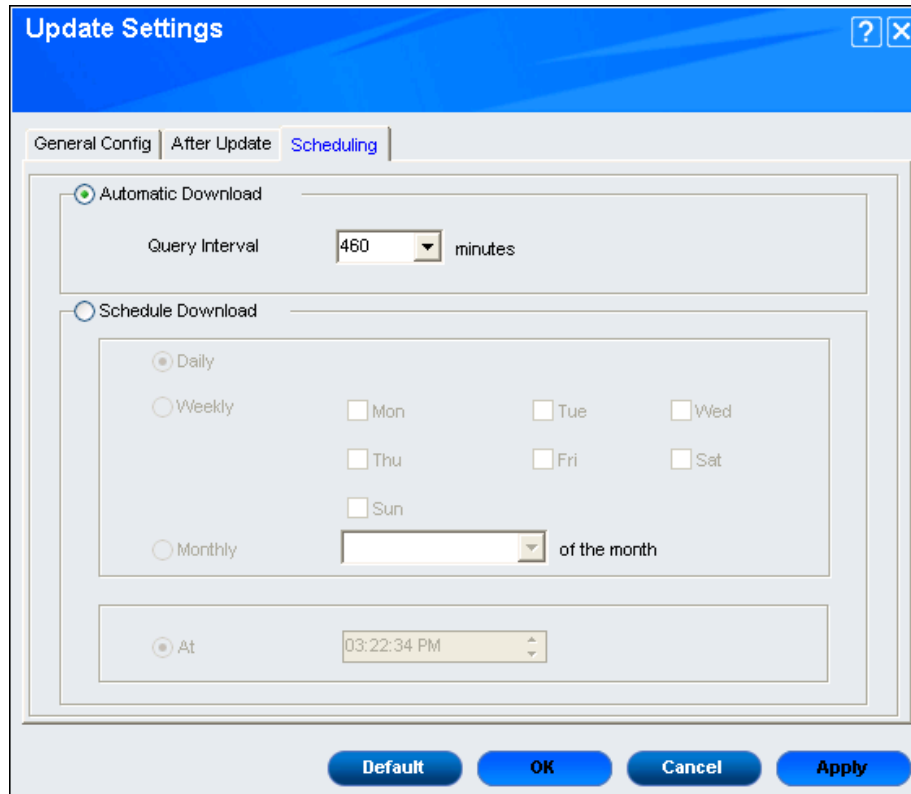 Update Settings
?
General Config After Update Scheduling
Automatic Download
Query Interval 460 minutes
Schedule Download
Daily
Weekly Mon Tue Wed
Thu Fri Sat
Sun
Monthly of the month
At 03:22:34 PM
Default OK Cancel Apply